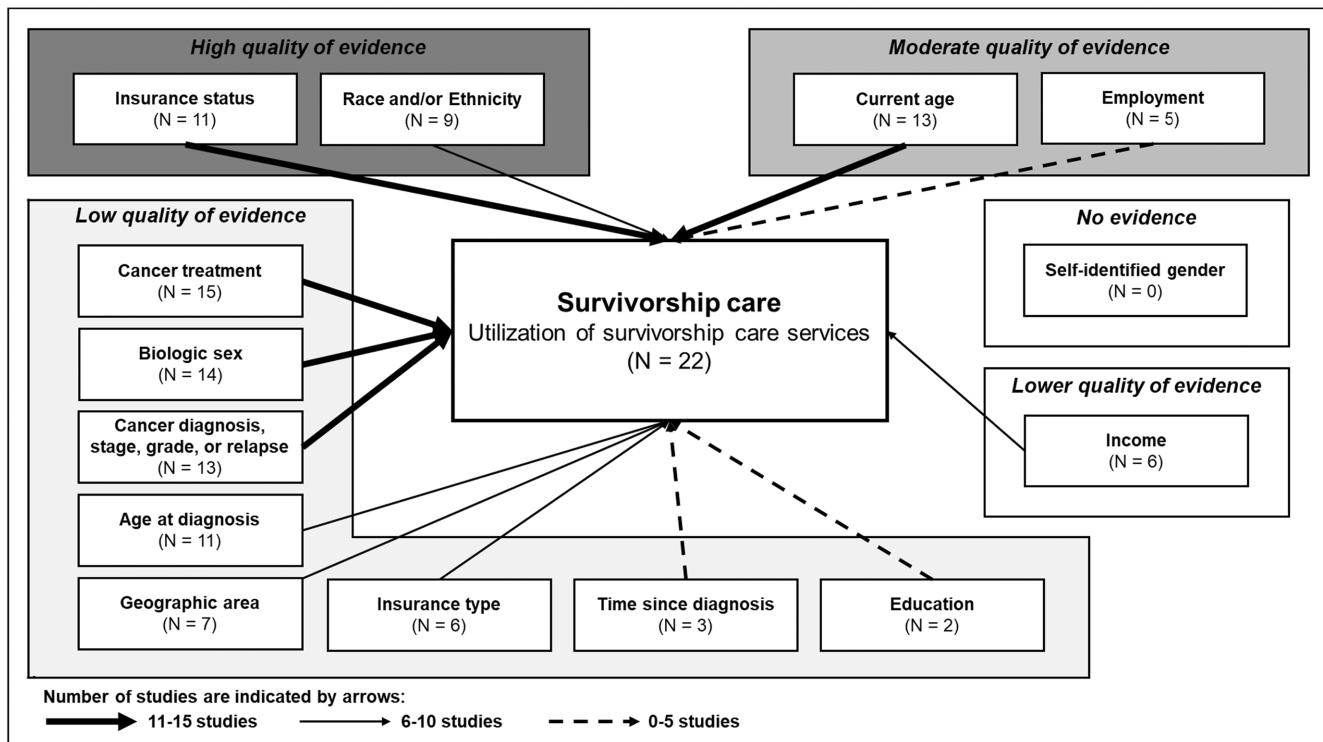 High quality of evidence
Insurance status
(N = 11)
Race and/or Ethnicity
(N = 9)
Moderate quality of evidence
Current age
(N = 13)
Employment
(N = 5)
Low quality of evidence
Cancer treatment
(N = 15)
Biologic sex
(N = 14)
Cancer diagnosis,
stage, grade, or relapse
(N = 13)
Age at diagnosis
(N = 11)
Geographic area
(N = 7)
Insurance type
(N = 6)
Time since diagnosis
(N = 3)
Education
(N = 2)
Survivorship care
Utilization of survivorship care services
(N = 22)
No evidence
Self-identified gender
(N = 0)
Lower quality of evidence
Income
(N = 6)
Number of studies are indicated by arrows:
11-15 studies
6-10 studies
0-5 studies